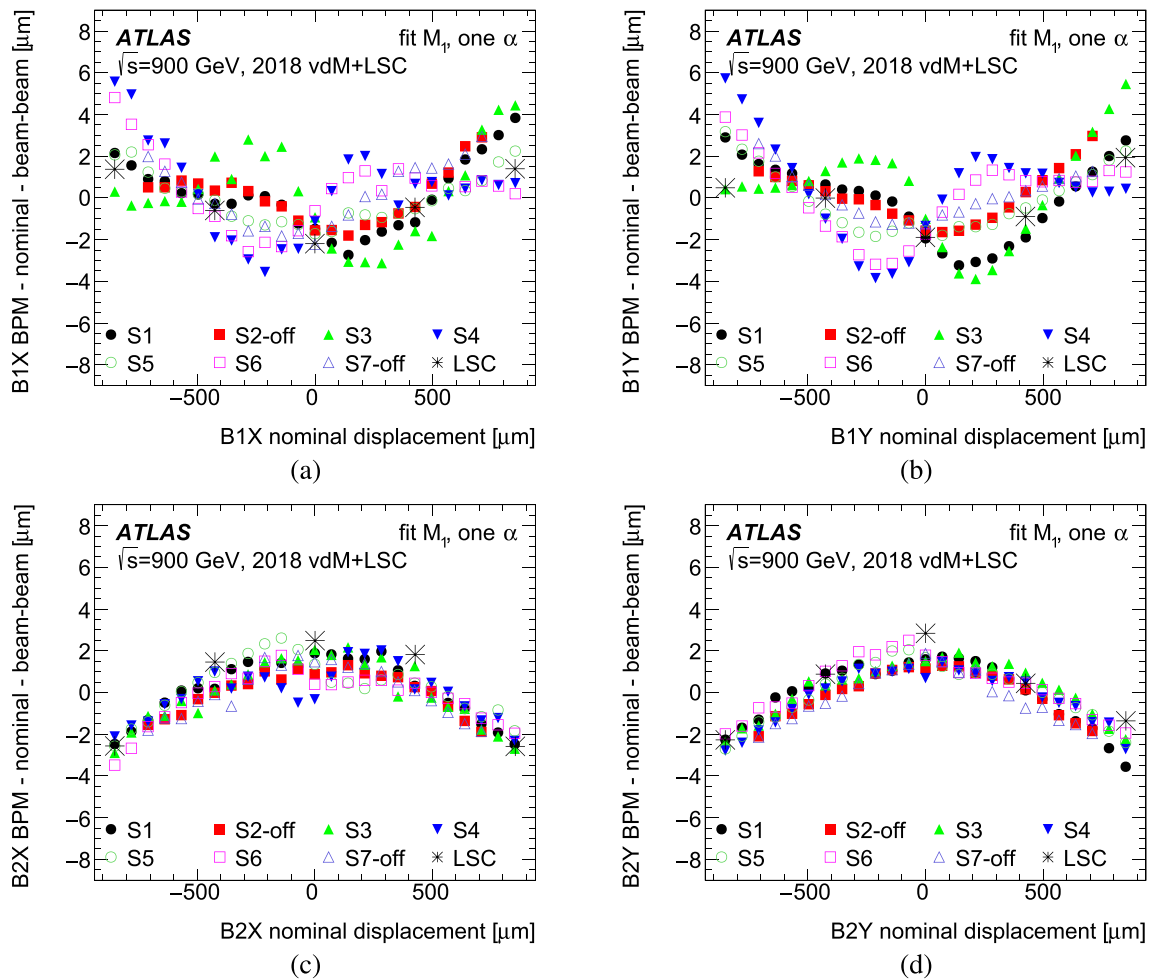 ATLAS fit M₁, one α
√s=900 GeV, 2018 vdM+LSC
B1X BPM - nominal - beam-beam [μm]
8
6
4
2
0
−2
−4
−6
−8
S1 S2-off S3 S4
S5 S6 S7-off LSC
−500 0 500
B1X nominal displacement [μm]
(a)
ATLAS fit M₁, one α
√s=900 GeV, 2018 vdM+LSC
B1Y BPM - nominal - beam-beam [μm]
8
6
4
2
0
−2
−4
−6
−8
S1 S2-off S3 S4
S5 S6 S7-off LSC
−500 0 500
B1Y nominal displacement [μm]
(b)
ATLAS fit M₁, one α
√s=900 GeV, 2018 vdM+LSC
B2X BPM - nominal - beam-beam [μm]
8
6
4
2
0
−2
−4
−6
−8
S1 S2-off S3 S4
S5 S6 S7-off LSC
−500 0 500
B2X nominal displacement [μm]
(c)
ATLAS fit M₁, one α
√s=900 GeV, 2018 vdM+LSC
B2Y BPM - nominal - beam-beam [μm]
8
6
4
2
0
−2
−4
−6
−8
S1 S2-off S3 S4
S5 S6 S7-off LSC
−500 0 500
B2Y nominal displacement [μm]
(d)